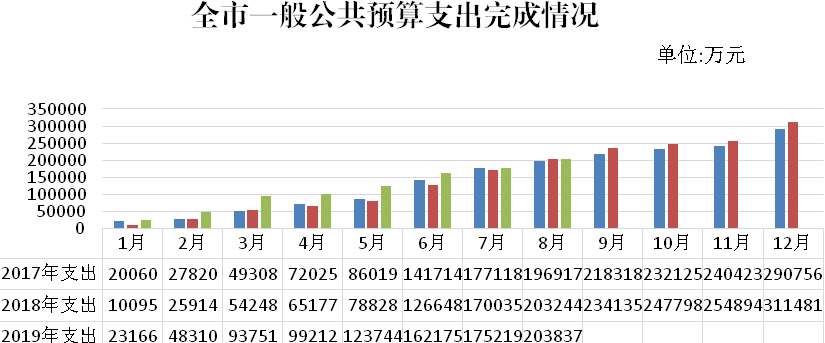 全市一般公共预算支出完成情况
单位:万元
350000
300000
250000
200000
150000
100000
50000
0
1月 2月 3月 4月 5月 6月 7月 8月 9月 10月 11月 12月
2017年支出 20060 27820 49308 72025 86019 141714 177118 196917 218318 232125 240423 290756
2018年支出 10095 25914 54248 65177 78828 126648 170035 203244 234135 247798 254894 311481
2019年支出 23166 48310 93751 99212 123744 162175 175219 203837